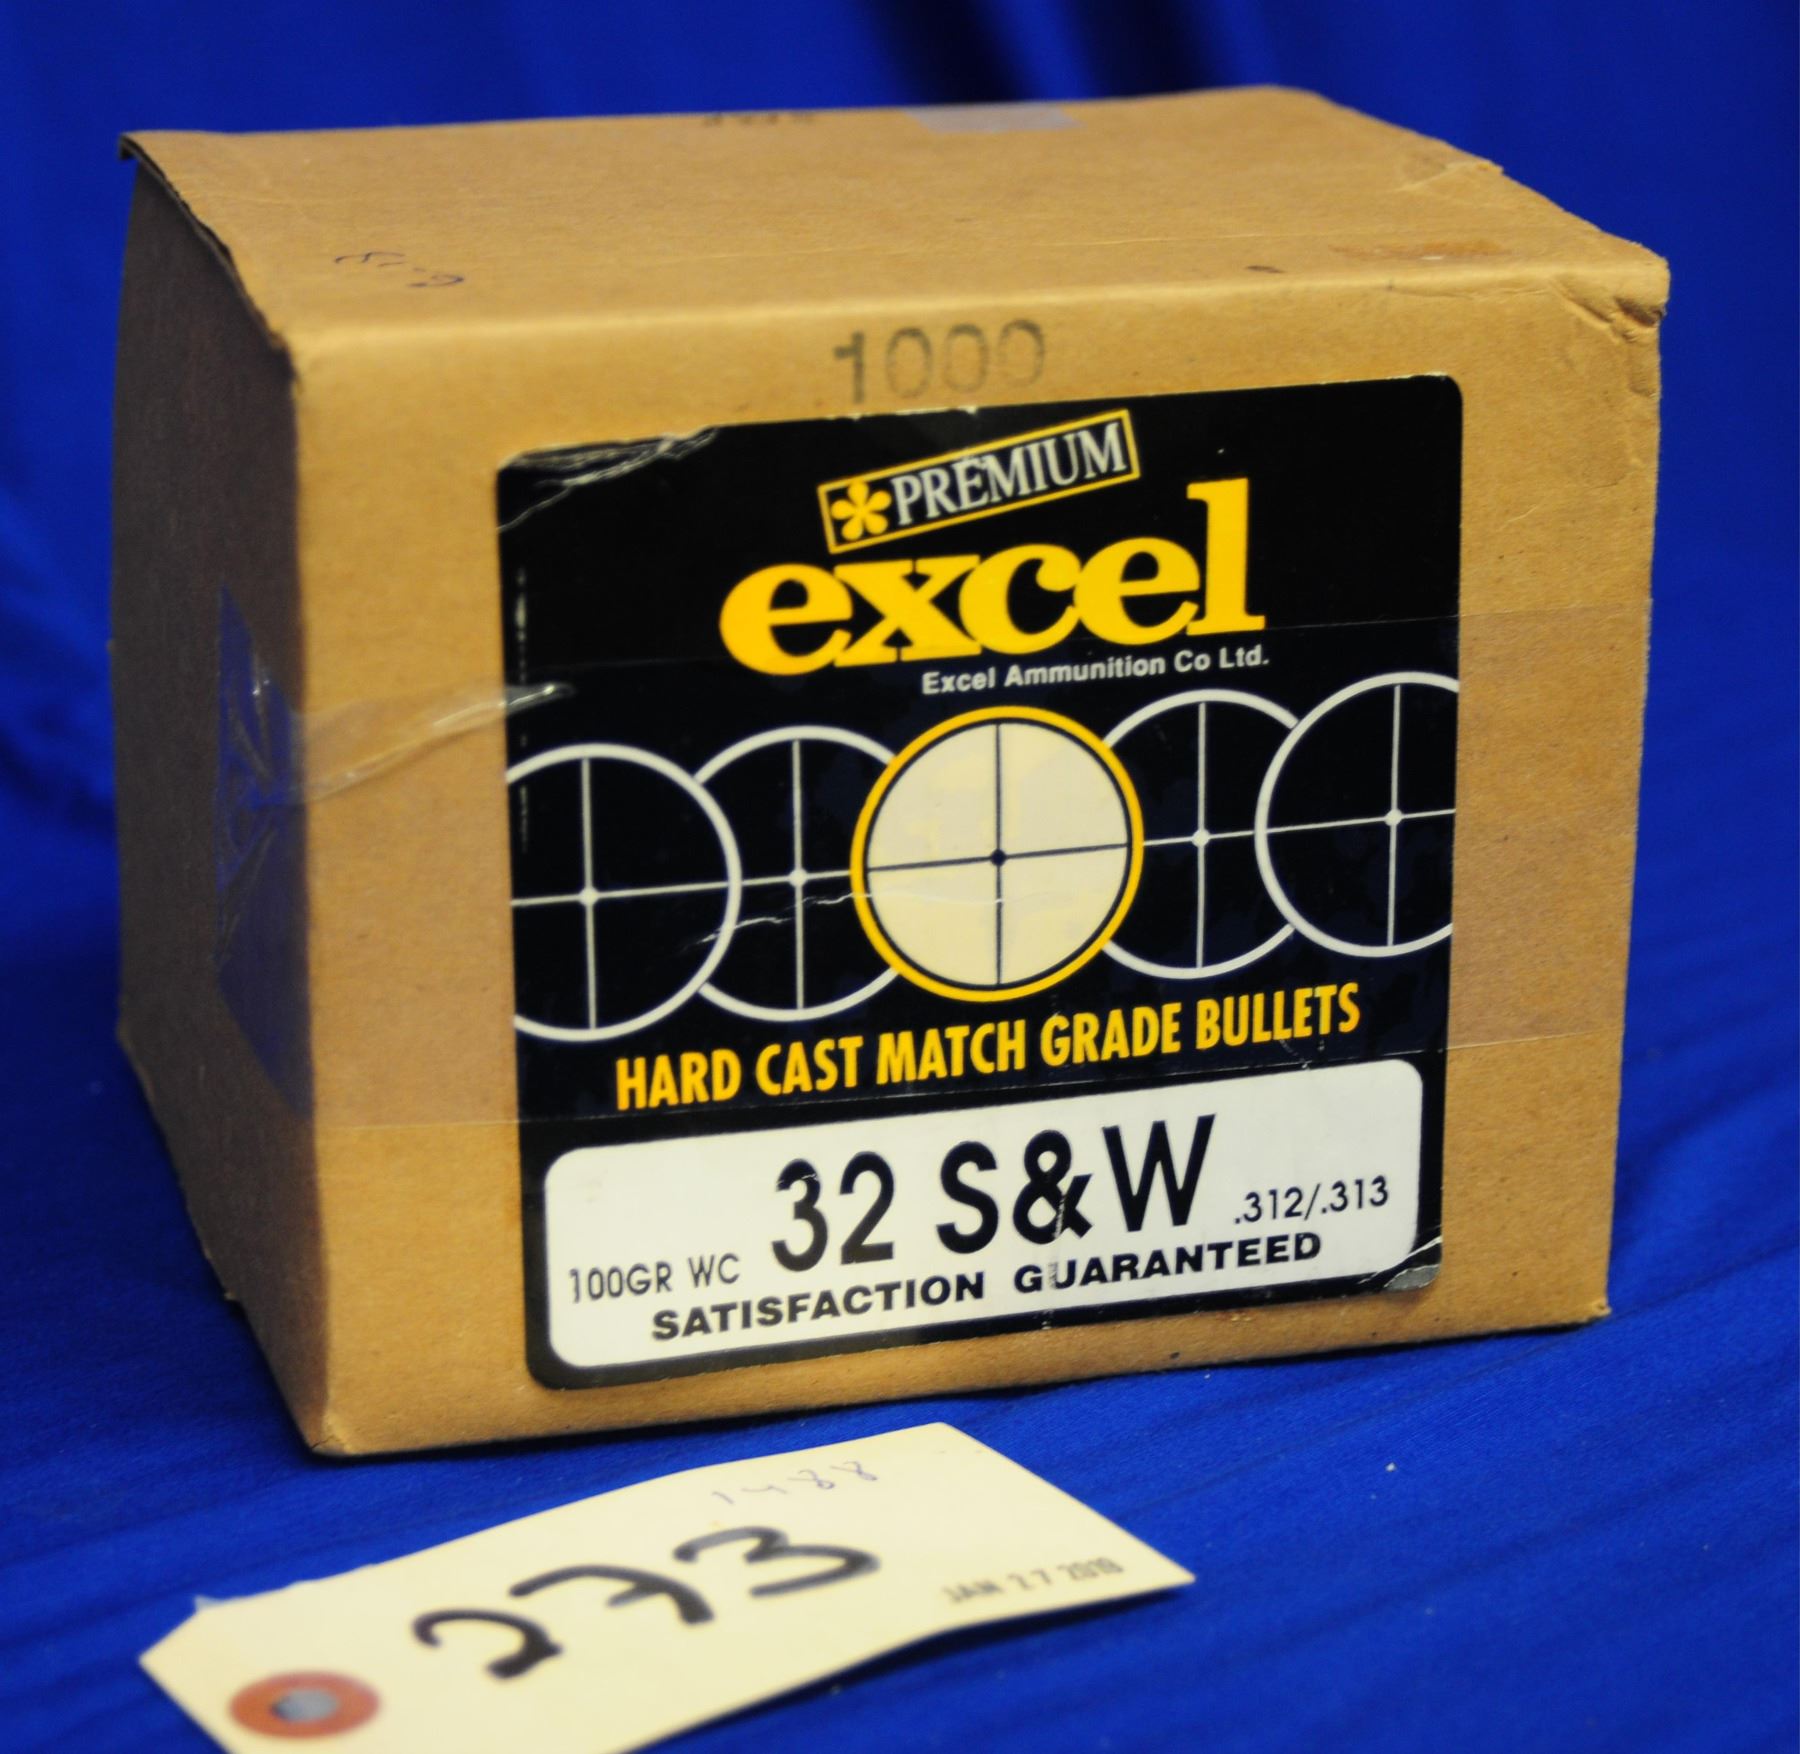 1000
PREMIUM
excel
Excel Ammunition Co Ltd.
HARD CAST MATCH GRADE BULLETS
100GR WC 32 S&W .312/.313
SATISFACTION GUARANTEED
1488
273
JAN 27 2019